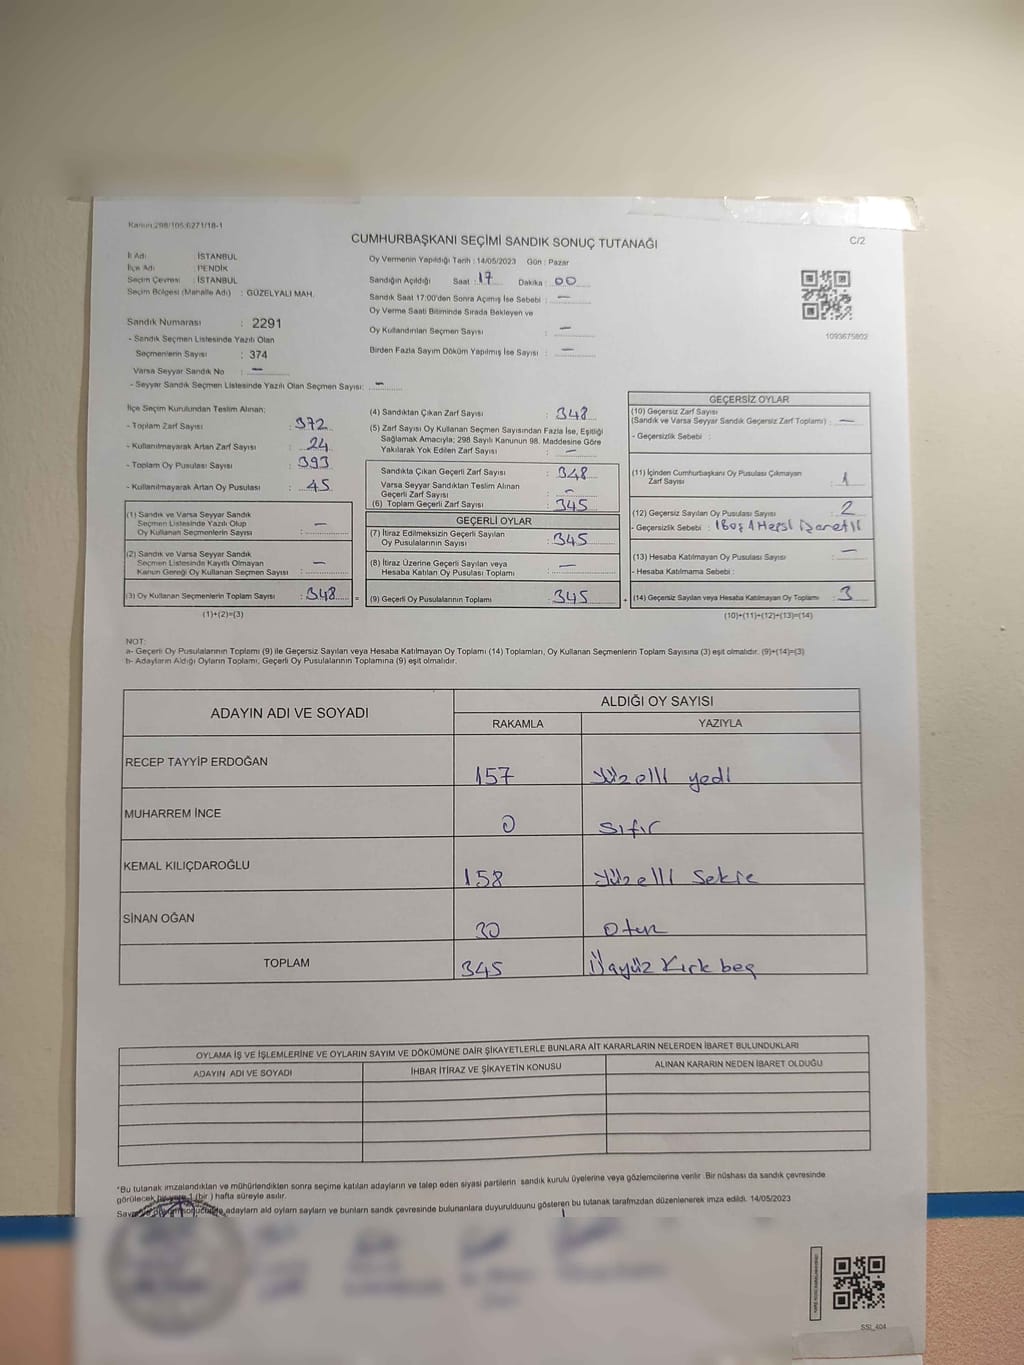 Kanun:298/105:6271/18-1
CUMHURBAŞKANI SEÇİMİ SANDIK SONUÇ TUTANAĞI
C/2
İl Adı : İSTANBUL
İlçe Adı : PENDİK
Seçim Çevresi : İSTANBUL
Seçim Bölgesi (Mahalle Adı) : GÜZELYALI MAH.
Sandık Numarası : 2291
- Sandık Seçmen Listesinde Yazılı Olan
Seçmenlerin Sayısı : 374
Varsa Seyyar Sandık No : —
- Seyyar Sandık Seçmen Listesinde Yazılı Olan Seçmen Sayısı: —
Oy Vermenin Yapıldığı Tarih : 14/05/2023 Gün : Pazar
Sandığın Açıldığı Saat : 17 Dakika : 00
Sandık Saat 17:00'den Sonra Açımış İse Sebebi : —
Oy Verme Saati Bitiminde Sırada Bekleyen ve
Oy Kullandırılan Seçmen Sayısı : —
Birden Fazla Sayım Döküm Yapılmış İse Sayısı : —
1093675802
İlçe Seçim Kurulundan Teslim Alınan;
- Toplam Zarf Sayısı : 372
- Kullanılmayarak Artan Zarf Sayısı : 24
- Toplam Oy Pusulası Sayısı : 393
- Kullanılmayarak Artan Oy Pusulası : 45
(1) Sandık ve Varsa Seyyar Sandık
Seçmen Listesinde Yazılı Olup
Oy Kullanan Seçmenlerin Sayısı : —
(2) Sandık ve Varsa Seyyar Sandık
Seçmen Listesinde Kayıtlı Olmayan
Kanun Gereği Oy Kullanan Seçmen Sayısı : —
(3) Oy Kullanan Seçmenlerin Toplam Sayısı : 348
(1)+(2)=(3)
(4) Sandıktan Çıkan Zarf Sayısı : 348
(5) Zarf Sayısı Oy Kullanan Seçmen Sayısından Fazla İse, Eşitliği
Sağlamak Amacıyla; 298 Sayılı Kanunun 98. Maddesine Göre
Yakılarak Yok Edilen Zarf Sayısı : —
Sandıkta Çıkan Geçerli Zarf Sayısı : 348
Varsa Seyyar Sandıktan Teslim Alınan
Geçerli Zarf Sayısı : —
(6) Toplam Geçerli Zarf Sayısı : 345
GEÇERLİ OYLAR
(7) İtiraz Edilmeksizin Geçerli Sayılan
Oy Pusulalarının Sayısı : 345
(8) İtiraz Üzerine Geçerli Sayılan veya
Hesaba Katılan Oy Pusulası Toplamı : —
= (9) Geçerli Oy Pusulalarının Toplamı : 345
GEÇERSİZ OYLAR
(10) Geçersiz Zarf Sayısı
(Sandık ve Varsa Seyyar Sandık Geçersiz Zarf Toplamı) : —
- Geçersizlik Sebebi :
(11) İçinden Cumhurbaşkanı Oy Pusulası Çıkmayan
Zarf Sayısı : 1
(12) Geçersiz Sayılan Oy Pusulası Sayısı : 2
- Geçersizlik Sebebi : 1Boş 1
(13) Hesaba Katılmayan Oy Pusulası Sayısı : —
- Hesaba Katılmama Sebebi :
+ (14) Geçersiz Sayılan veya Hesaba Katılmayan Oy Toplamı : 3
(10)+(11)+(12)+(13)=(14)
NOT:
a- Geçerli Oy Pusulalarının Toplamı (9) ile Geçersiz Sayılan veya Hesaba Katılmayan Oy Toplamı (14) Toplamları, Oy Kullanan Seçmenlerin Toplam Sayısına (3) eşit olmalıdır. (9)+(14)=(3)
b- Adayların Aldığı Oyların Toplamı, Geçerli Oy Pusulalarının Toplamına (9) eşit olmalıdır.
ADAYIN ADI VE SOYADI
ALDIĞI OY SAYISI
RAKAMLA YAZIYLA
RECEP TAYYİP ERDOĞAN 157 Yüzelli yedi
MUHARREM İNCE 0 Sıfır
KEMAL KILIÇDAROĞLU 158 Yüzelli Sekiz
SİNAN OĞAN 30 Otuz
TOPLAM 345 Üçyüz Kırk beş
OYLAMA İŞ VE İŞLEMLERİNE VE OYLARIN SAYIM VE DÖKÜMÜNE DAİR ŞİKAYETLERLE BUNLARA AİT KARARLARIN NELERDEN İBARET BULUNDUKLARI
ADAYIN ADI VE SOYADI İHBAR İTİRAZ VE ŞİKAYETİN KONUSU ALINAN KARARIN NEDEN İBARET OLDUĞU
*Bu tutanak imzalandıktan ve mühürlendikten sonra seçime katılan adayların ve talep eden siyasi partilerin sandık kurulu üyelerine veya gözlemcilerine verilir. Bir nüshası da sandık çevresinde
görülecek bir yere 1 (bir) hafta süreyle asılır.
adayların aldığı oyların sayıları ve bunların sandık çevresinde bulunanlara duyurulduğunu gösteren bu tutanak tarafımızdan düzenlenerek imza edildi. 14/05/2023
SSI_404